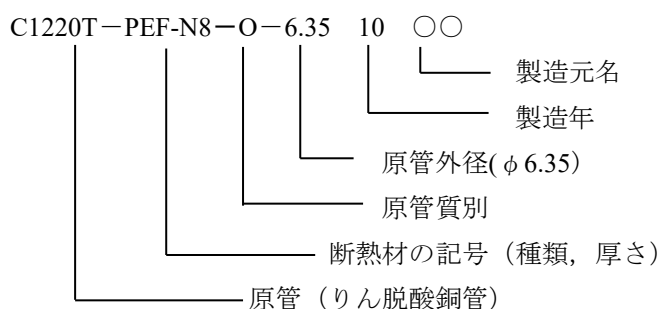 C1220T－PEF-N8－O－6.35 10 ○○
製造元名
製造年
原管外径(φ6.35）
原管質別
断熱材の記号（種類，厚さ）
原管（りん脱酸銅管）